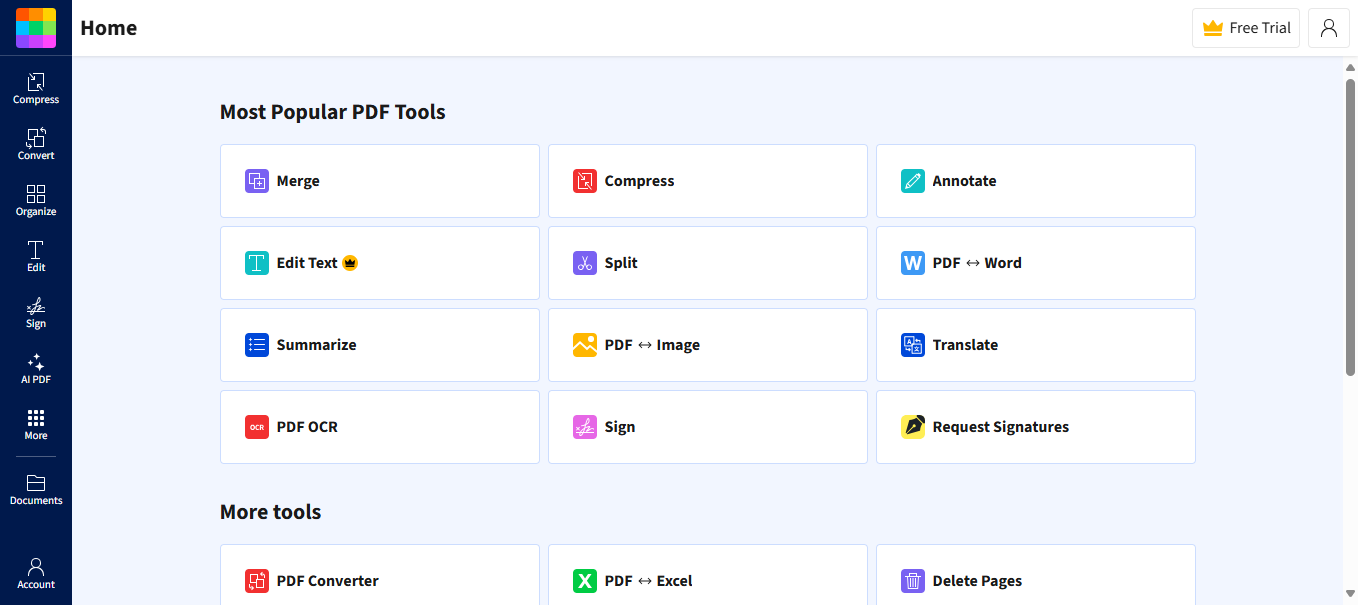 Home
Free Trial
Compress
Convert
Organize
Edit
Sign
AI PDF
More
Documents
Account
Most Popular PDF Tools
Merge
Compress
Annotate
Edit Text
Split
W PDF ↔ Word
Summarize
PDF ↔ Image
A Translate
OCR PDF OCR
Sign
Request Signatures
More tools
PDF Converter
X PDF ↔ Excel
Delete Pages